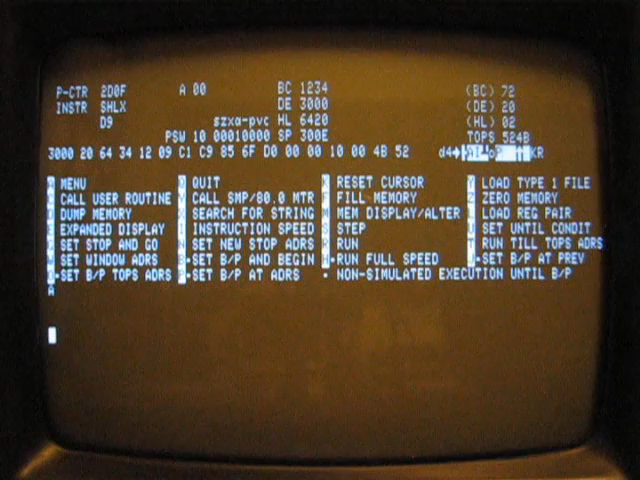 P-CTR 2D0F A 00 BC 1234 (BC) 72
INSTR SHLX DE 3000 (DE) 20
D9 szxa-pvc HL 6420 (HL) 02
PSW 10 00010000 SP 300E TOPS 524B
3000 20 64 34 12 09 C1 C9 85 6F D0 00 00 10 00 4B 52 d4 KR
MENU QUIT RESET CURSOR LOAD TYPE 1 FILE
CALL USER ROUTINE CALL SMP/80.0 MTR FILL MEMORY ZERO MEMORY
DUMP MEMORY SEARCH FOR STRING MEM DISPLAY/ALTER LOAD REG PAIR
EXPANDED DISPLAY INSTRUCTION SPEED STEP SET UNTIL CONDIT
SET STOP AND GO SET NEW STOP ADRS RUN RUN TILL TOPS ADRS
SET WINDOW ADRS •SET B/P AND BEGIN •RUN FULL SPEED •SET B/P AT PREV
•SET B/P TOPS ADRS •SET B/P AT ADRS • NON-SIMULATED EXECUTION UNTIL B/P